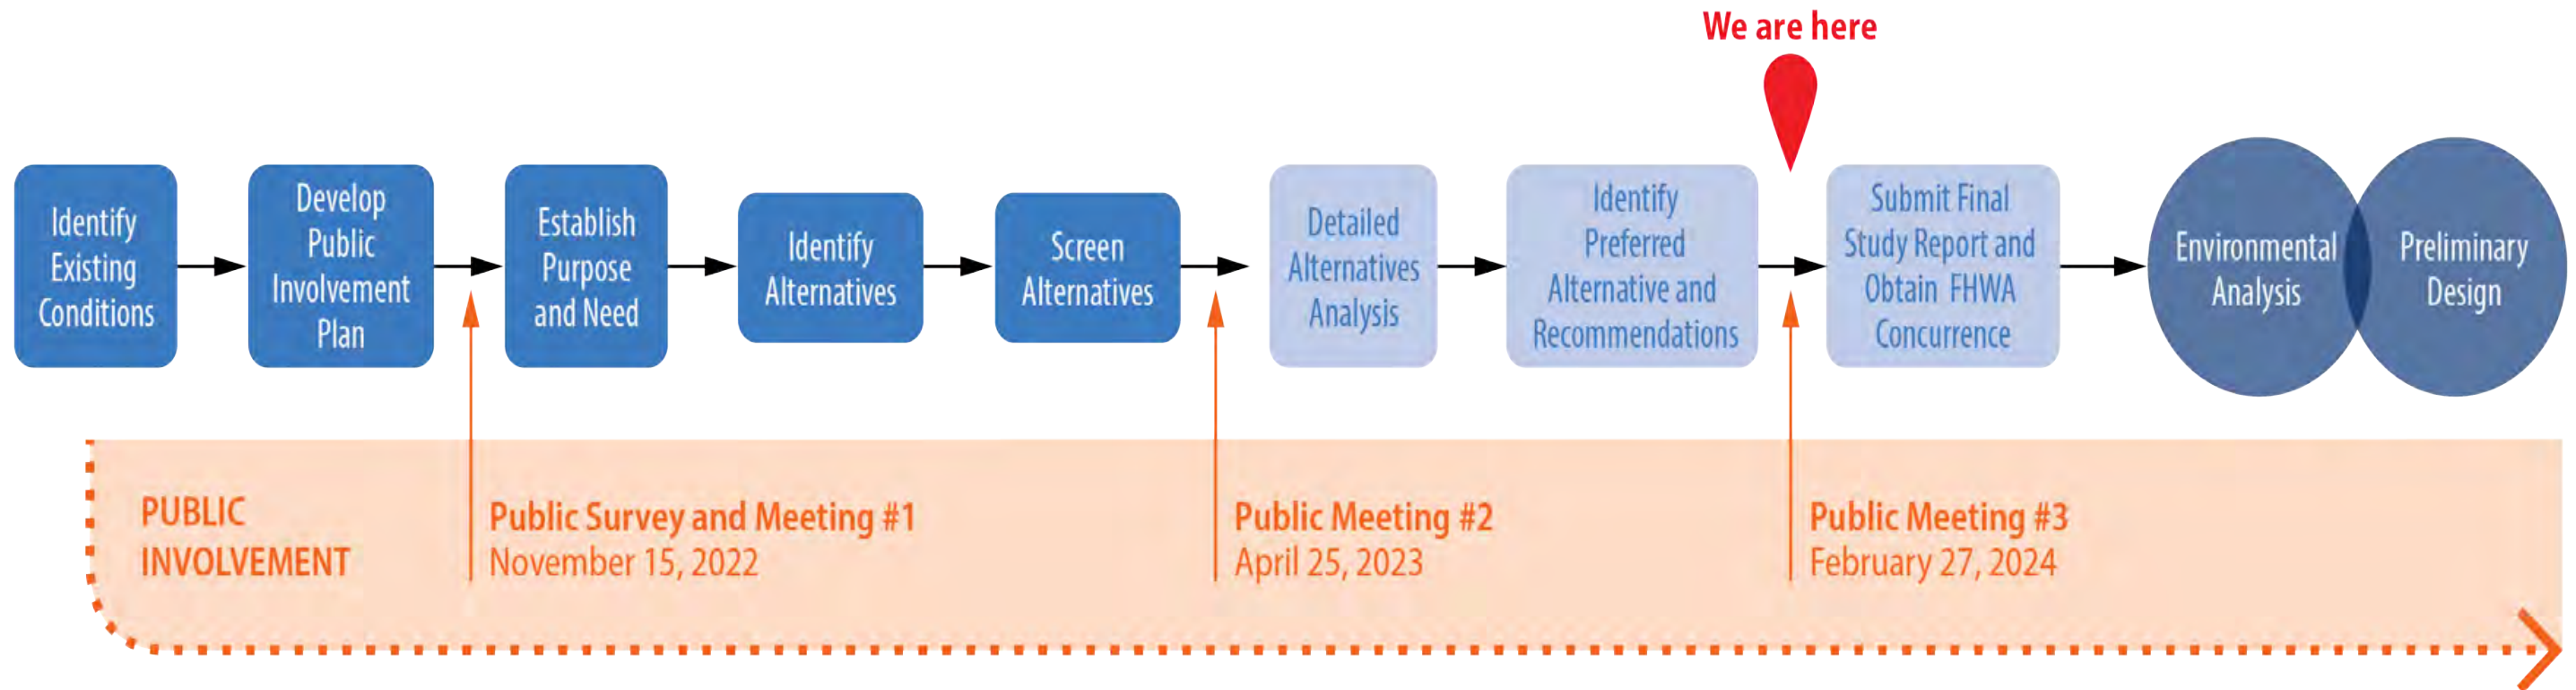 We are here
Identify
Existing
Conditions
Develop
Public
Involvement
Plan
Establish
Purpose
and Need
Identify
Alternatives
Screen
Alternatives
Detailed
Alternatives
Analysis
Identify
Preferred
Alternative and
Recommendations
Submit Final
Study Report and
Obtain FHWA
Concurrence
Environmental
Analysis
Preliminary
Design
PUBLIC
INVOLVEMENT
Public Survey and Meeting #1
November 15, 2022
Public Meeting #2
April 25, 2023
Public Meeting #3
February 27, 2024